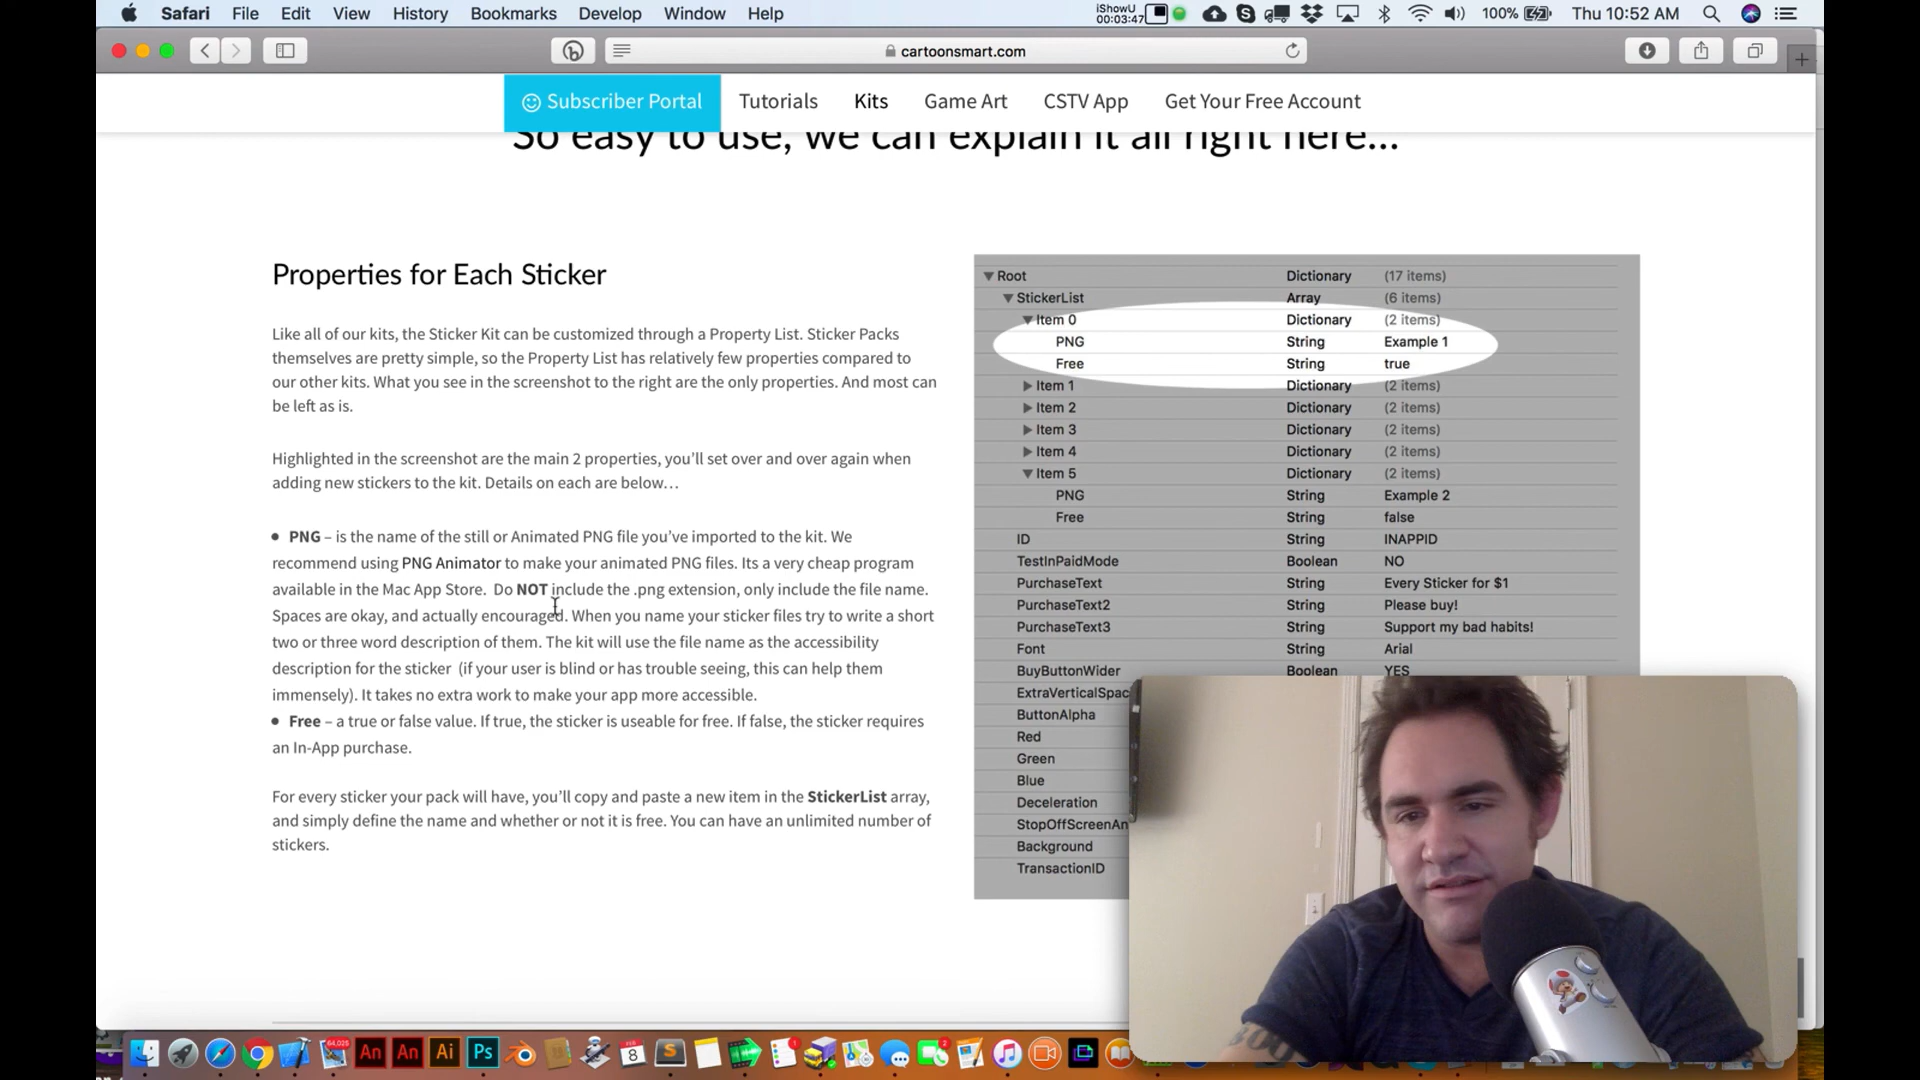 Safari File Edit View History Bookmarks Develop Window Help iShowU 00:03:47 100% Thu 10:52 AM
cartoonsmart.com
Subscriber Portal Tutorials Kits Game Art CSTV App Get Your Free Account
So easy to use, we can explain it all right here...
Properties for Each Sticker
Like all of our kits, the Sticker Kit can be customized through a Property List. Sticker Packs
themselves are pretty simple, so the Property List has relatively few properties compared to
our other kits. What you see in the screenshot to the right are the only properties. And most can
be left as is.
Highlighted in the screenshot are the main 2 properties, you’ll set over and over again when
adding new stickers to the kit. Details on each are below…
• PNG – is the name of the still or Animated PNG file you’ve imported to the kit. We
recommend using PNG Animator to make your animated PNG files. Its a very cheap program
available in the Mac App Store. Do NOT include the .png extension, only include the file name.
Spaces are okay, and actually encouraged. When you name your sticker files try to write a short
two or three word description of them. The kit will use the file name as the accessibility
description for the sticker (if your user is blind or has trouble seeing, this can help them
immensely). It takes no extra work to make your app more accessible.
• Free – a true or false value. If true, the sticker is useable for free. If false, the sticker requires
an In-App purchase.
For every sticker your pack will have, you’ll copy and paste a new item in the StickerList array,
and simply define the name and whether or not it is free. You can have an unlimited number of
stickers.
Root Dictionary (17 items)
StickerList Array (6 items)
Item 0 Dictionary (2 items)
PNG String Example 1
Free String true
Item 1 Dictionary (2 items)
Item 2 Dictionary (2 items)
Item 3 Dictionary (2 items)
Item 4 Dictionary (2 items)
Item 5 Dictionary (2 items)
PNG String Example 2
Free String false
ID String INAPPID
TestInPaidMode Boolean NO
PurchaseText String Every Sticker for $1
PurchaseText2 String Please buy!
PurchaseText3 String Support my bad habits!
Font String Arial
BuyButtonWider Boolean YES
ExtraVerticalSpac
ButtonAlpha
Red
Green
Blue
Deceleration
StopOffScreenAn
Background
TransactionID
64,025 An An Ai Ps FEB 8 S 1 2